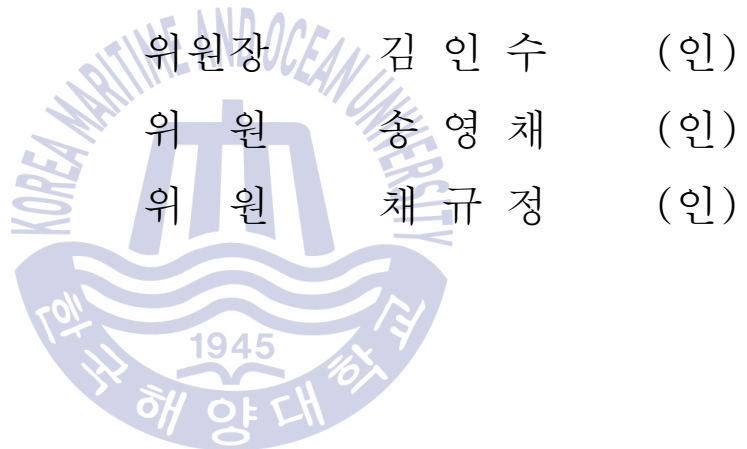 위원장 김 인 수 (인)
위 원 송 영 채 (인)
위 원 채 규 정 (인)
KOREA MARITIME AND OCEAN UNIVERSITY
1945
한국해양대학교